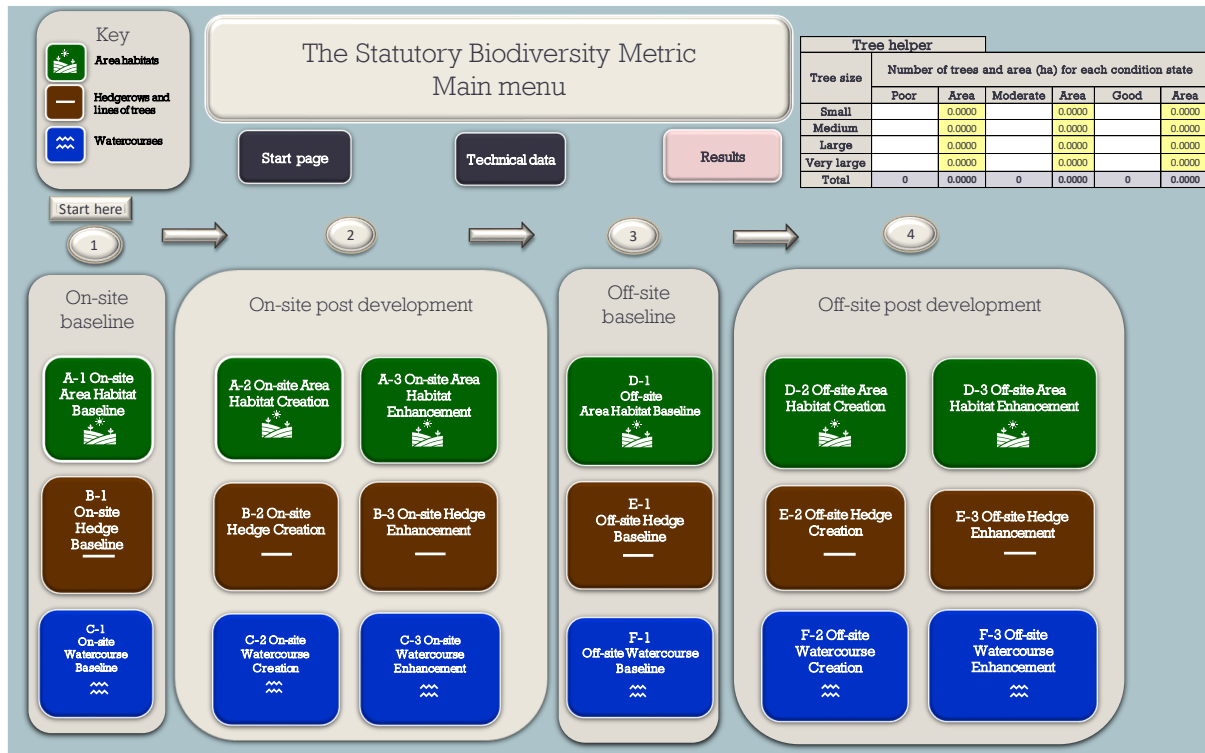 Key
Area habitats
Hedgerows and
lines of trees
Watercourses
The Statutory Biodiversity Metric
Main menu
Start page
Technical data
Results
Tree helper
Tree size
Number of trees and area (ha) for each condition state
Poor Area Moderate Area Good Area
Small 0.0000 0.0000 0.0000
Medium 0.0000 0.0000 0.0000
Large 0.0000 0.0000 0.0000
Very large 0.0000 0.0000 0.0000
Total 0 0.0000 0 0.0000 0 0.0000
Start here
1
2
3
4
On-site
baseline
A-1 On-site
Area Habitat
Baseline
B-1
On-site
Hedge
Baseline
C-1
On-site
Watercourse
Baseline
On-site post development
A-2 On-site Area
Habitat Creation
A-3 On-site Area
Habitat
Enhancement
B-2 On-site
Hedge Creation
B-3 On-site Hedge
Enhancement
C-2 On-site
Watercourse
Creation
C-3 On-site
Watercourse
Enhancement
Off-site
baseline
D-1
Off-site
Area Habitat Baseline
E-1
Off-site Hedge
Baseline
F-1
Off-site Watercourse
Baseline
Off-site post development
D-2 Off-site Area
Habitat Creation
D-3 Off-site Area
Habitat Enhancement
E-2 Off-site Hedge
Creation
E-3 Off-site Hedge
Enhancement
F-2 Off-site
Watercourse
Creation
F-3 Off-site
Watercourse
Enhancement